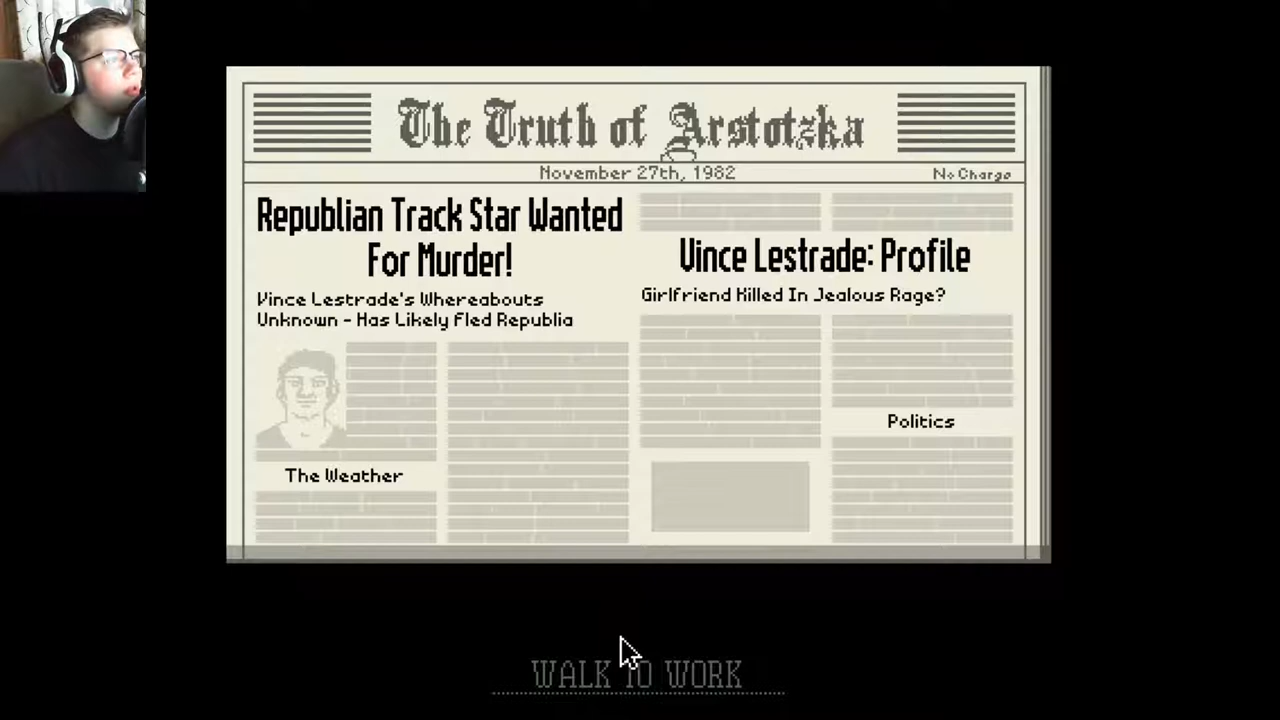 The Truth of Arstotzka
November 27th, 1982
No Charge
Republian Track Star Wanted
For Murder!
Vince Lestrade's Whereabouts
Unknown - Has Likely Fled Republia
The Weather
Vince Lestrade: Profile
Girlfriend Killed In Jealous Rage?
Politics
WALK TO WORK